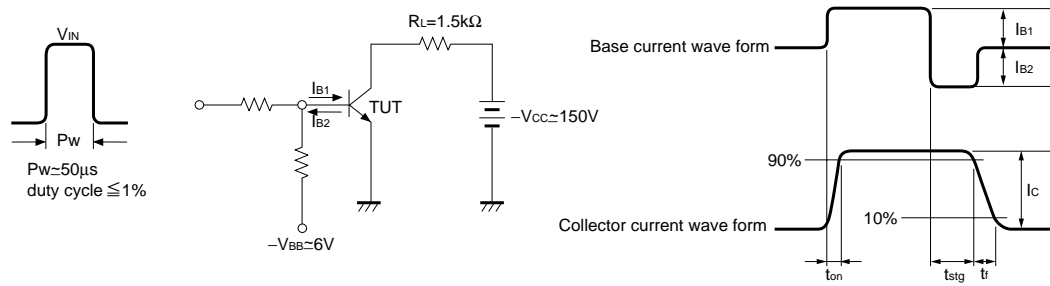 VIN
Pw
Pw≃50µs
duty cycle ≦1%
RL=1.5kΩ
IB1
IB2
TUT
–VCC≃150V
–VBB≃6V
Base current wave form
IB1
IB2
90%
10%
IC
Collector current wave form
ton
tstg
tf